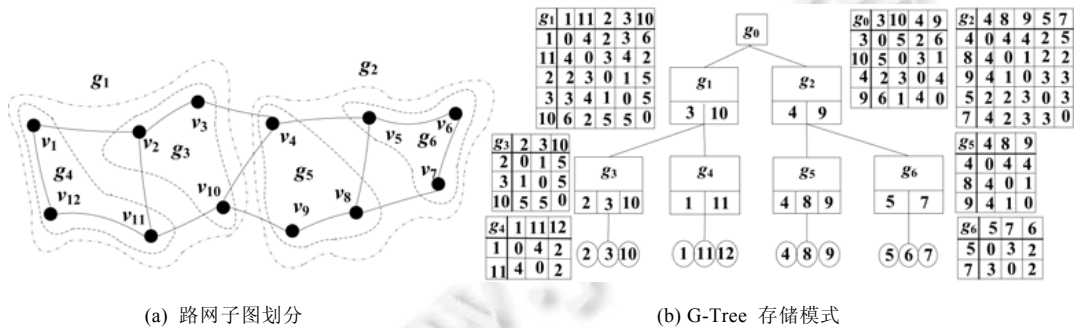 g1
g2
v1
v2
v3
v4
v5
v6
v7
v8
v9
v10
v11
v12
g3
g4
g5
g6
(a) 路网子图划分
g1 1 11 2 3 10
1 0 4 2 3 6
11 4 0 3 4 2
2 2 3 0 1 5
3 3 4 1 0 5
10 6 2 5 5 0
g3 2 3 10
2 0 1 5
3 1 0 5
10 5 5 0
g4 1 11 12
1 0 4 2
11 4 0 2
g0
g1
3 10
g2
4 9
g3
2 3 10
g4
1 11
g5
4 8 9
g6
5 7
2 3 10
1 11 12
4 8 9
5 6 7
g0 3 10 4 9
3 0 5 2 6
10 5 0 3 1
4 2 3 0 4
9 6 1 4 0
g2 4 8 9 5 7
4 0 4 4 2 5
8 4 0 1 2 2
9 4 1 0 3 3
5 2 2 3 0 3
7 4 2 3 3 0
g5 4 8 9
4 0 4 4
8 4 0 1
9 4 1 0
g6 5 7 6
5 0 3 2
7 3 0 2
(b) G-Tree 存储模式